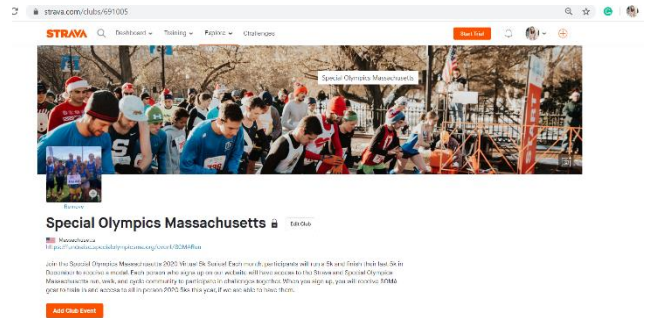 strava.com/clubs/691005
STRAVA Dashboard Training Explore Challenges Start Trial
Special Olympics Massachusetts
Remove
Special Olympics Massachusetts Edit Club
Massachusetts
Join the Special Olympics Massachusetts 2020 Virtual 5k Series! Each month, participants will run a 5k and finish their last 5k in
December to receive a medal. Each person who signs up on our website will have access to the Strava and Special Olympics
Massachusetts run, walk, and cycle community to participate in challenges together. When you sign up, you will receive SOMA
gear to train in and access to all in person 2020 5ks this year, if we are able to have them.
Add Club Event